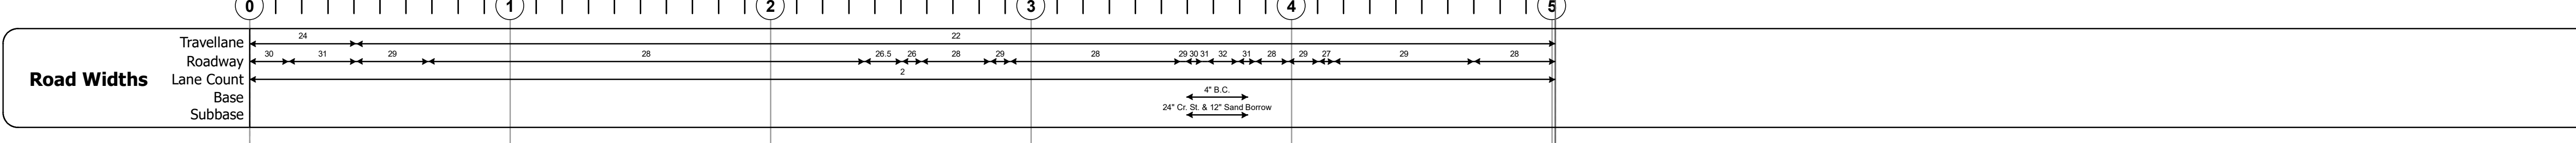 0 1 2 3 4 5
Road Widths
Travellane 24 22
Roadway 30 31 29 28 26.5 26 28 29 28 29 30 31 32 31 28 29 27 29 28
Lane Count 2
Base 4" B.C.
Subbase 24" Cr. St. & 12" Sand Borrow